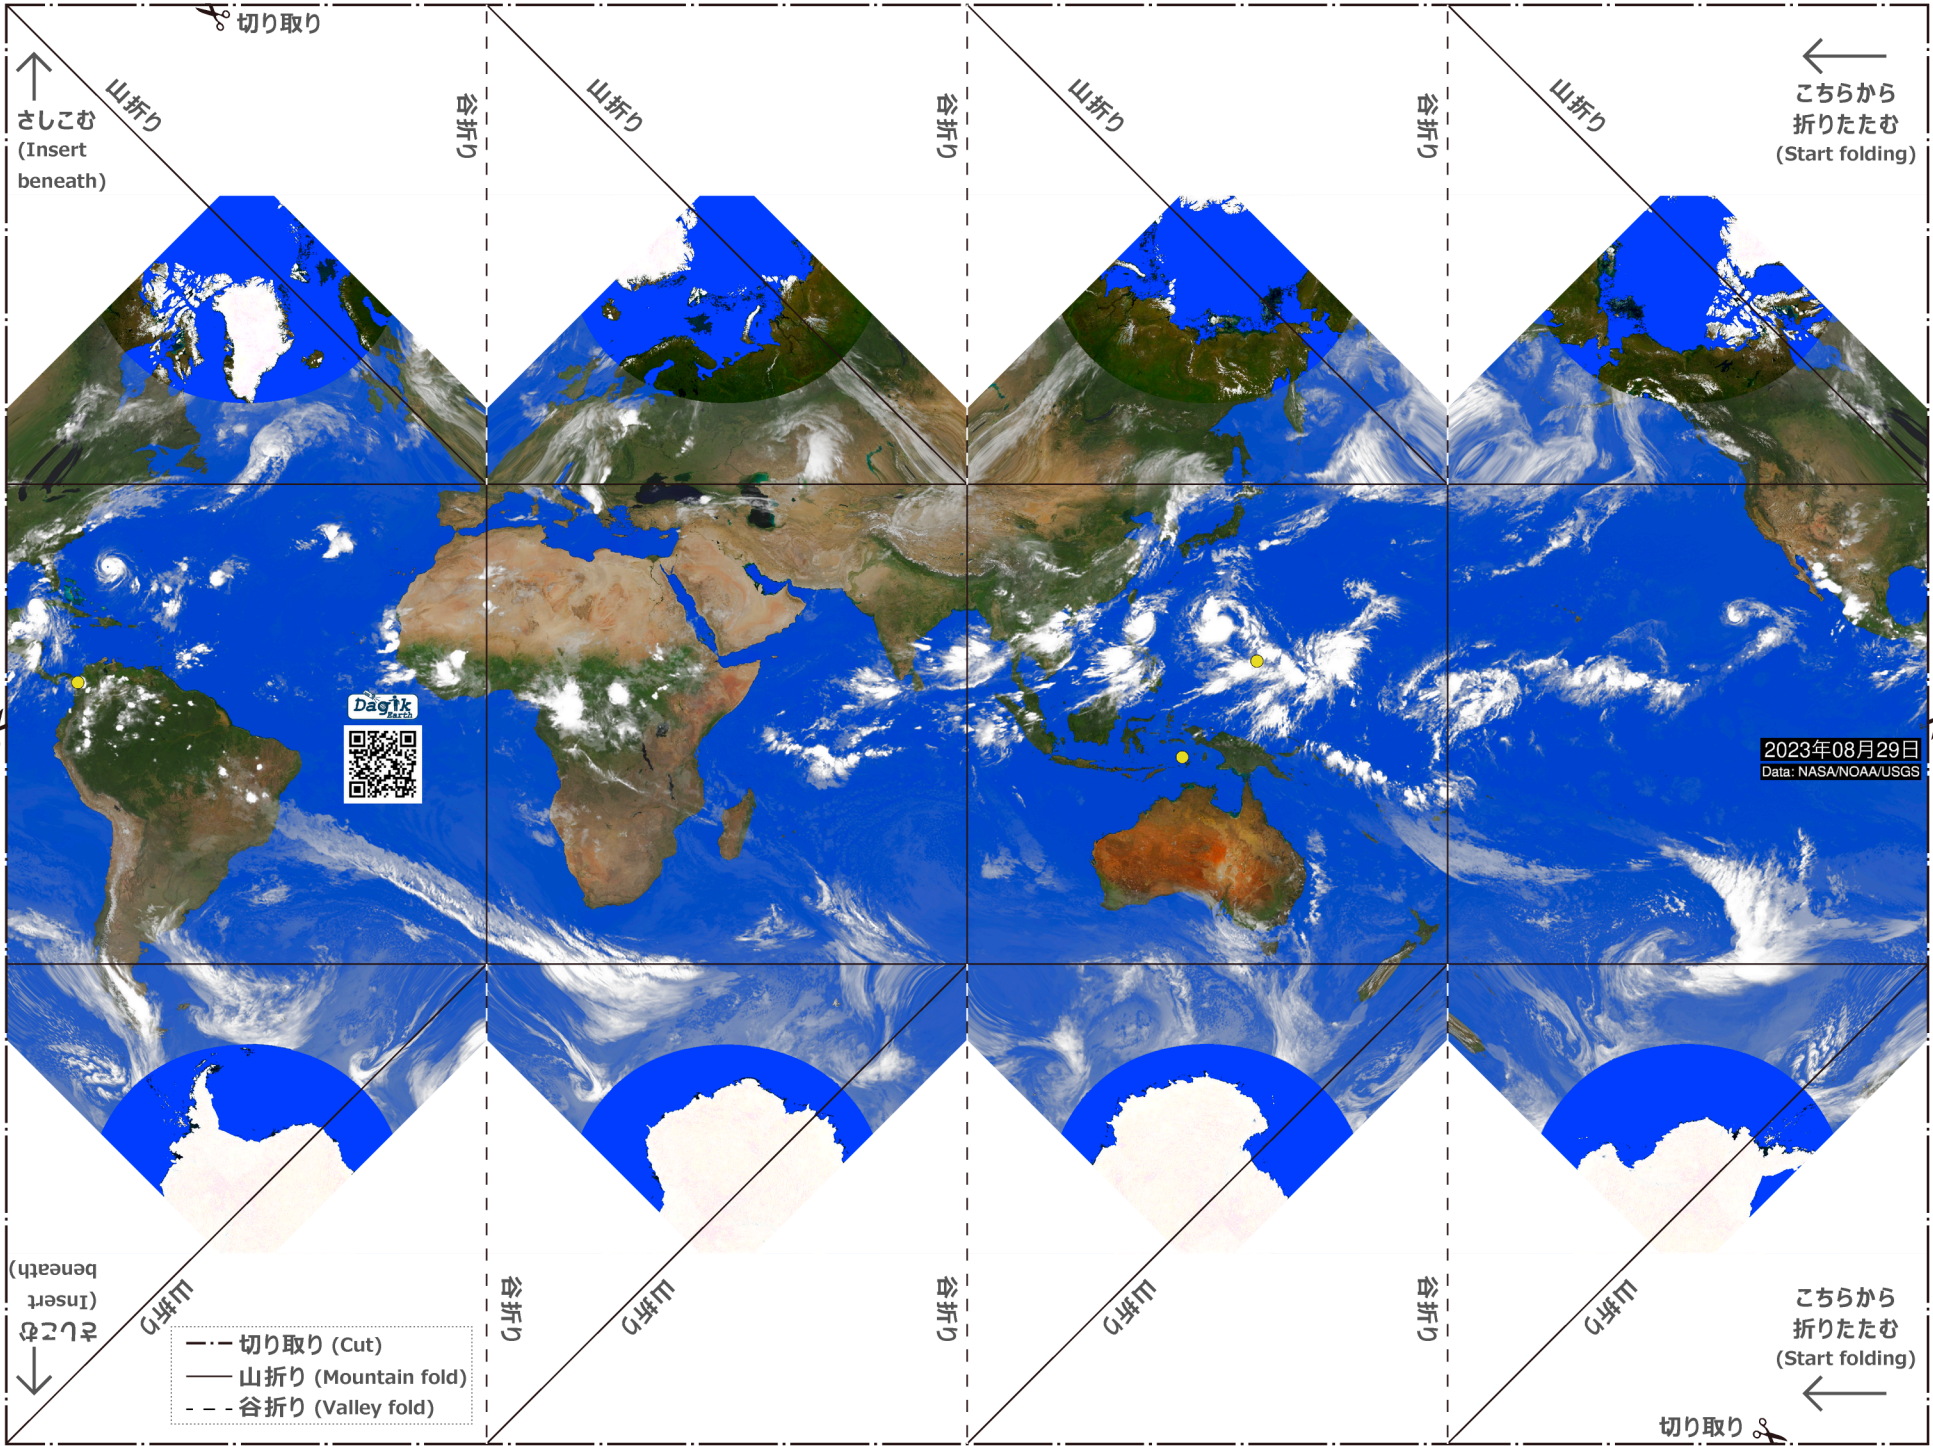 切り取り
山折り
谷折り
山折り
谷折り
山折り
谷折り
山折り
さしこむ
(Insert
beneath)
こちらから
折りたたむ
(Start folding)
Dagik
Earth
2023年08月29日
Data: NASA/NOAA/USGS
さしこむ
(Insert
beneath)
山折り
谷折り
山折り
谷折り
山折り
谷折り
山折り
こちらから
折りたたむ
(Start folding)
切り取り (Cut)
山折り (Mountain fold)
谷折り (Valley fold)
切り取り